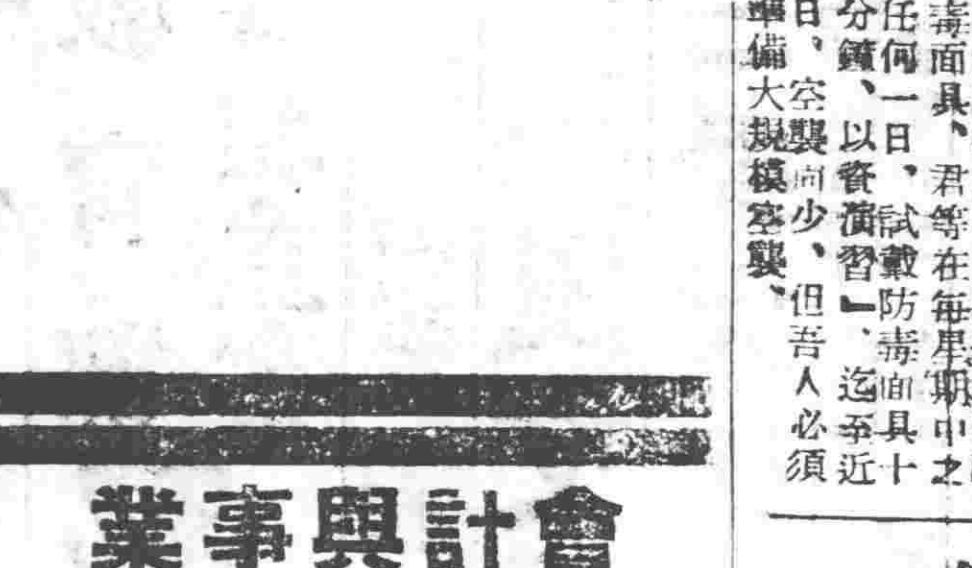 毒面具、君等在每星期中之
任何一日、試戴防毒面具十
分鐘、以資演習』、迄至近
日、空襲尚少、但吾人必須
準備大規模空襲、
會計與事業